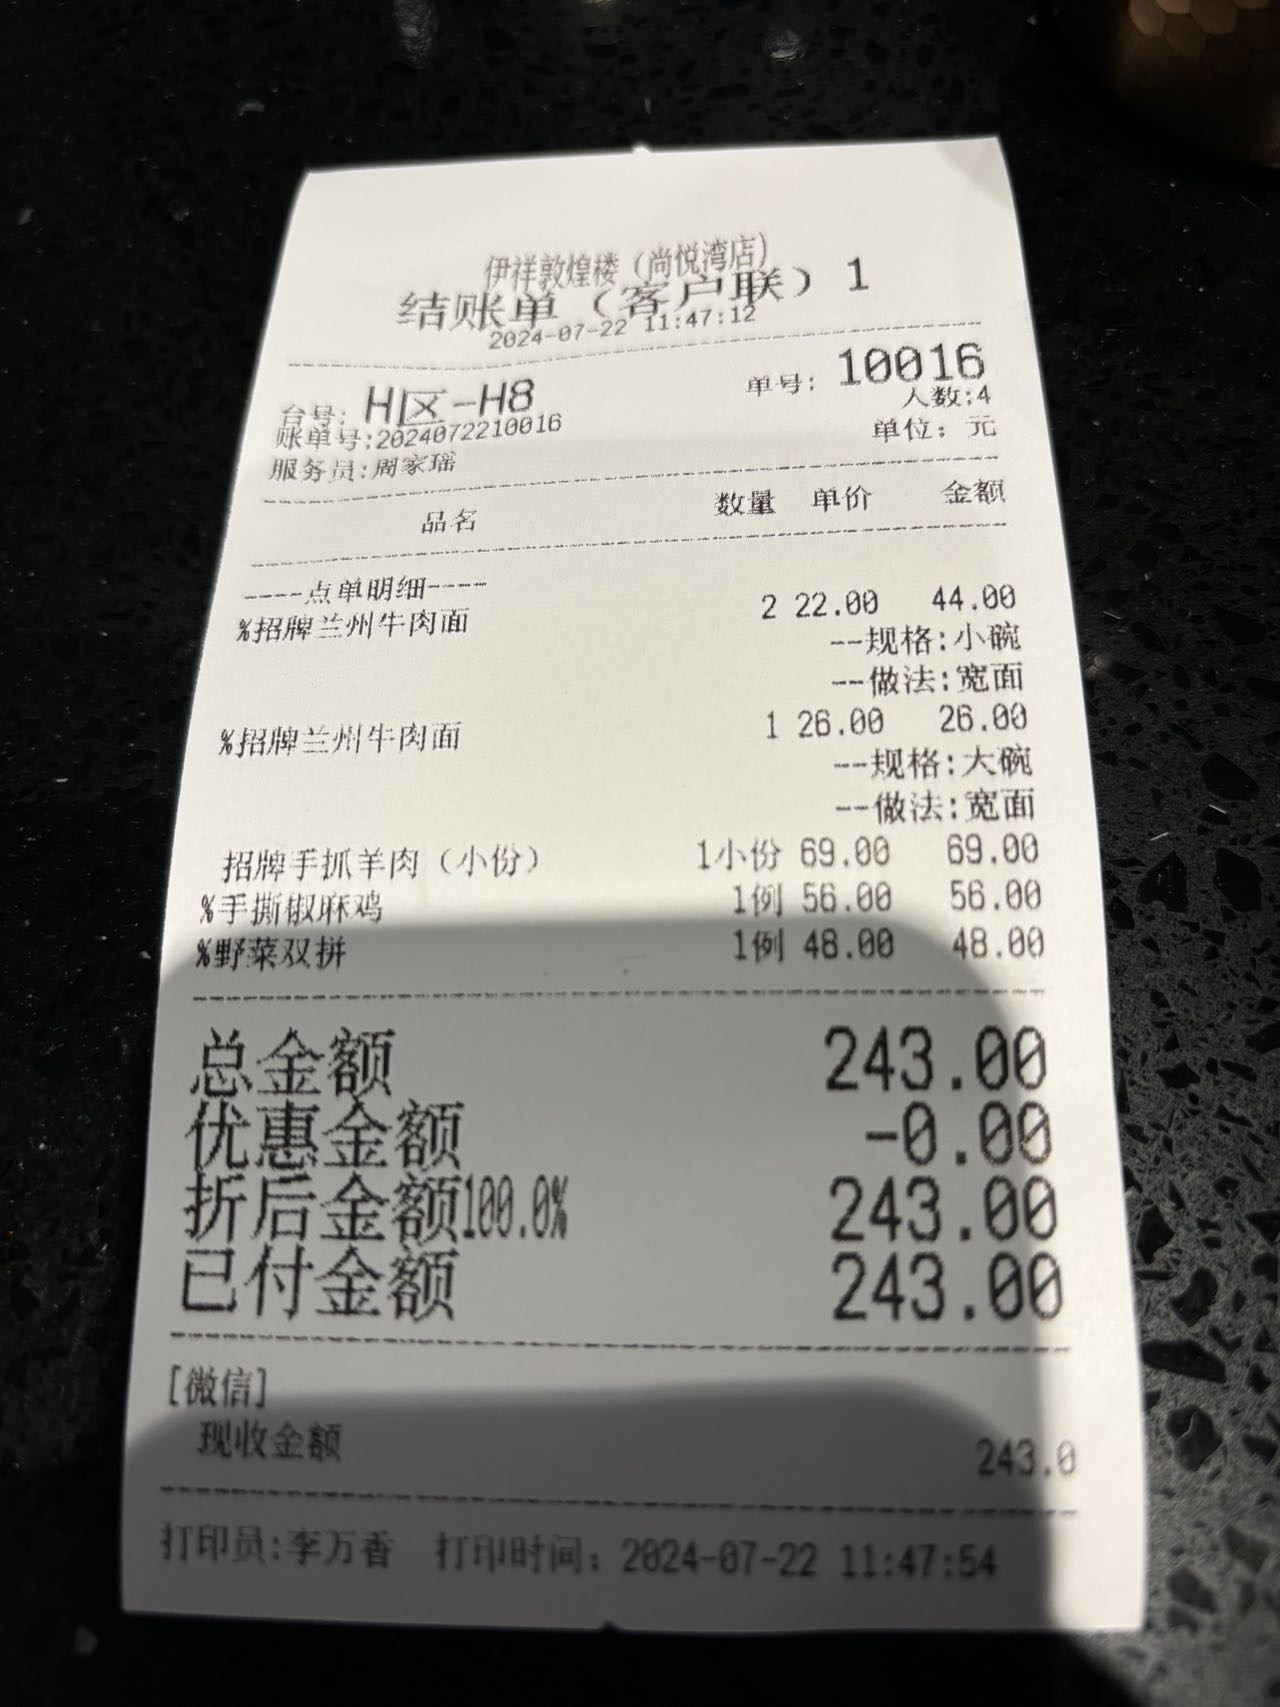 伊祥敦煌楼（尚悦湾店）
结账单（客户联）1
2024-07-22 11:47:12
台号: H区-H8 单号: 10016
人数:4
账单号:2024072210016 单位：元
服务员:周家瑶
品名 数量 单价 金额
----点单明细----
%招牌兰州牛肉面 2 22.00 44.00
--规格:小碗
--做法:宽面
%招牌兰州牛肉面 1 26.00 26.00
--规格:大碗
--做法:宽面
招牌手抓羊肉（小份） 1小份 69.00 69.00
%手撕椒麻鸡 1例 56.00 56.00
%野菜双拼 1例 48.00 48.00
总金额 243.00
优惠金额 -0.00
折后金额100.0% 243.00
已付金额 243.00
[微信]
现收金额 243.0
打印员:李万香 打印时间：2024-07-22 11:47:54